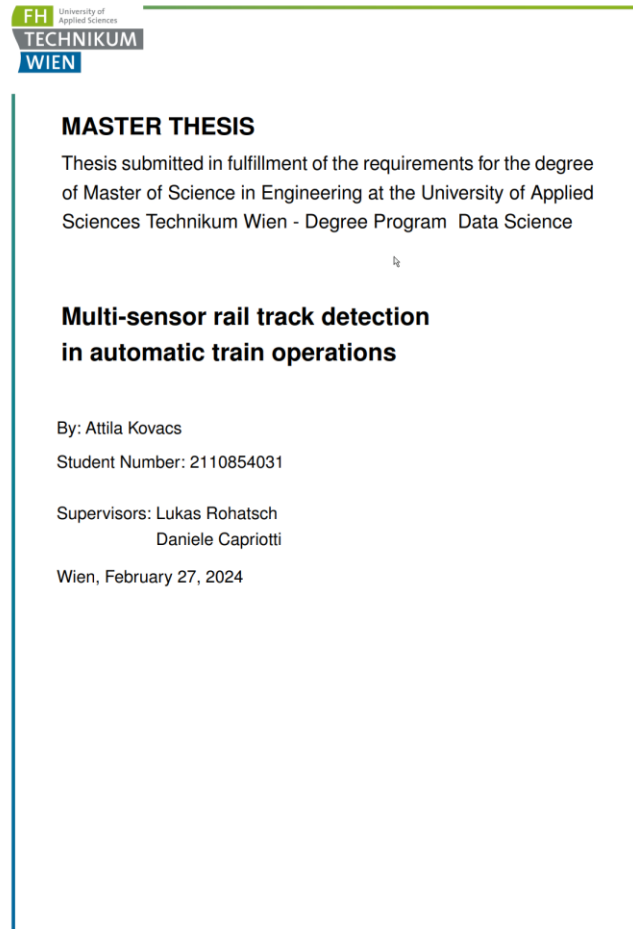 FH University of
Applied Sciences
TECHNIKUM
WIEN
MASTER THESIS
Thesis submitted in fulfillment of the requirements for the degree
of Master of Science in Engineering at the University of Applied
Sciences Technikum Wien - Degree Program Data Science
Multi-sensor rail track detection
in automatic train operations
By: Attila Kovacs
Student Number: 2110854031
Supervisors: Lukas Rohatsch
Daniele Capriotti
Wien, February 27, 2024